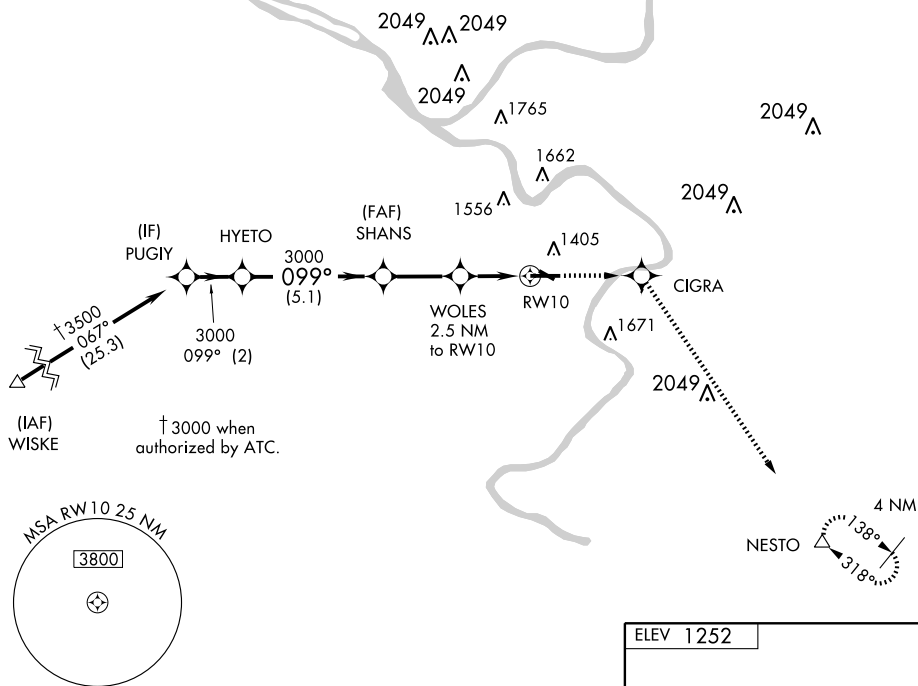 2049
2049
2049
1765
2049
1662
1556
2049
(FAF)
SHANS
(IF)
PUGIY
HYETO
1405
3000
099°
(5.1)
CIGRA
RW10
WOLES
2.5 NM
to RW10
†3500
067°
(25.3)
3000
099° (2)
1671
2049
(IAF)
WISKE
†3000 when
authorized by ATC.
MSA RW10 25 NM
3800
4 NM
NESTO
138°
318°
ELEV 1252